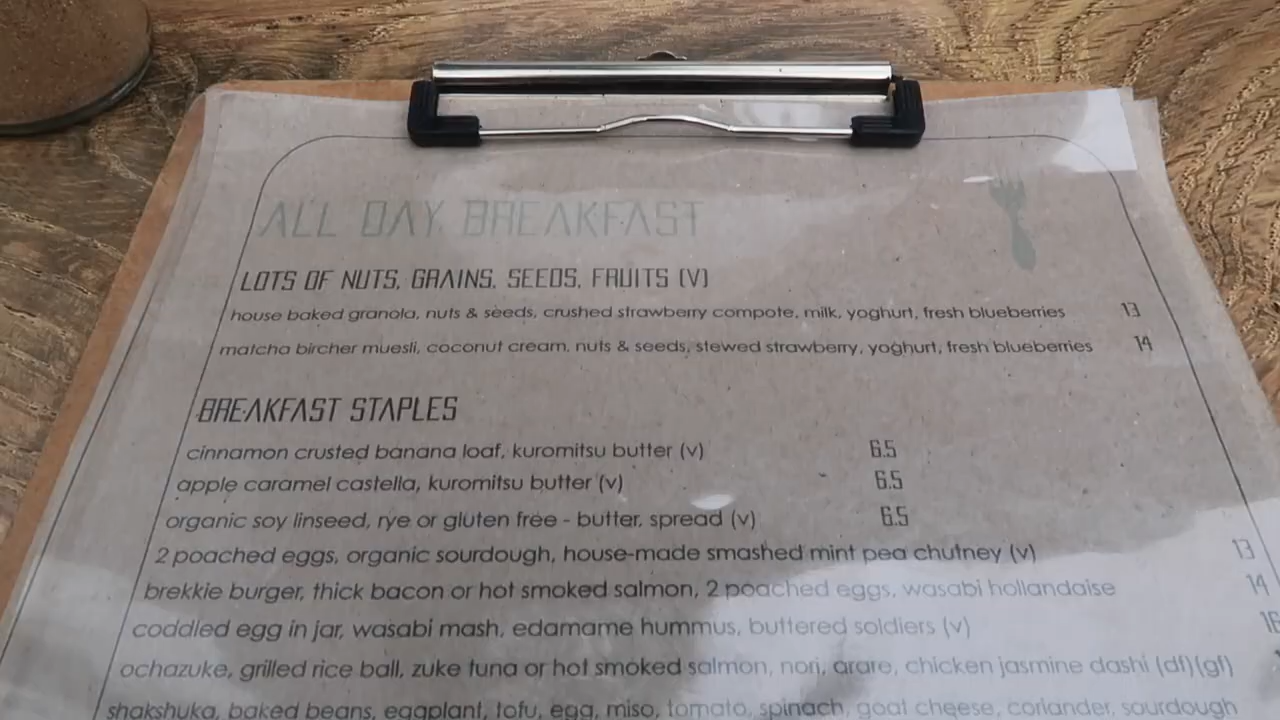 ALL DAY BREAKFAST
LOTS OF NUTS, GRAINS, SEEDS, FRUITS (V)
house baked granola, nuts & seeds, crushed strawberry compote, milk, yoghurt, fresh blueberries 13
matcha bircher muesli, coconut cream, nuts & seeds, stewed strawberry, yoghurt, fresh blueberries 14
BREAKFAST STAPLES
cinnamon crusted banana loaf, kuromitsu butter (v) 6.5
apple caramel castella, kuromitsu butter (v) 6.5
organic soy linseed, rye or gluten free - butter, spread (v) 6.5
2 poached eggs, organic sourdough, house-made smashed mint pea chutney (v) 13
brekkie burger, thick bacon or hot smoked salmon, 2 poached eggs, wasabi hollandaise 14
coddled egg in jar, wasabi mash, edamame hummus, buttered soldiers (v)
ochazuke, grilled rice ball, zuke tuna or hot smoked salmon, nori, arare, chicken jasmine dashi (df)(gf)
shakshuka, baked beans, eggplant, tofu, egg, miso, tomato, spinach, goat cheese, coriander, sourdough